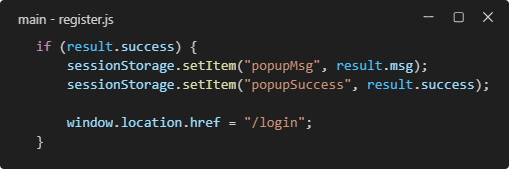 main - register.js
if (result.success) {
    sessionStorage.setItem("popupMsg", result.msg);
    sessionStorage.setItem("popupSuccess", result.success);

    window.location.href = "/login";
}